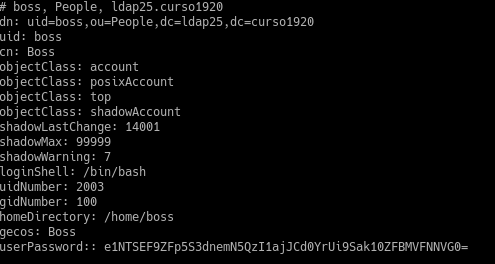 # boss, People, ldap25.curso1920
dn: uid=boss,ou=People,dc=ldap25,dc=curso1920
uid: boss
cn: Boss
objectClass: account
objectClass: posixAccount
objectClass: top
objectClass: shadowAccount
shadowLastChange: 14001
shadowMax: 99999
shadowWarning: 7
loginShell: /bin/bash
uidNumber: 2003
gidNumber: 100
homeDirectory: /home/boss
gecos: Boss
userPassword:: e1NTSEF9ZFp5S3dnemN5QzI1ajJCd0YrUi9Sak10ZFBMVFNNVG0=